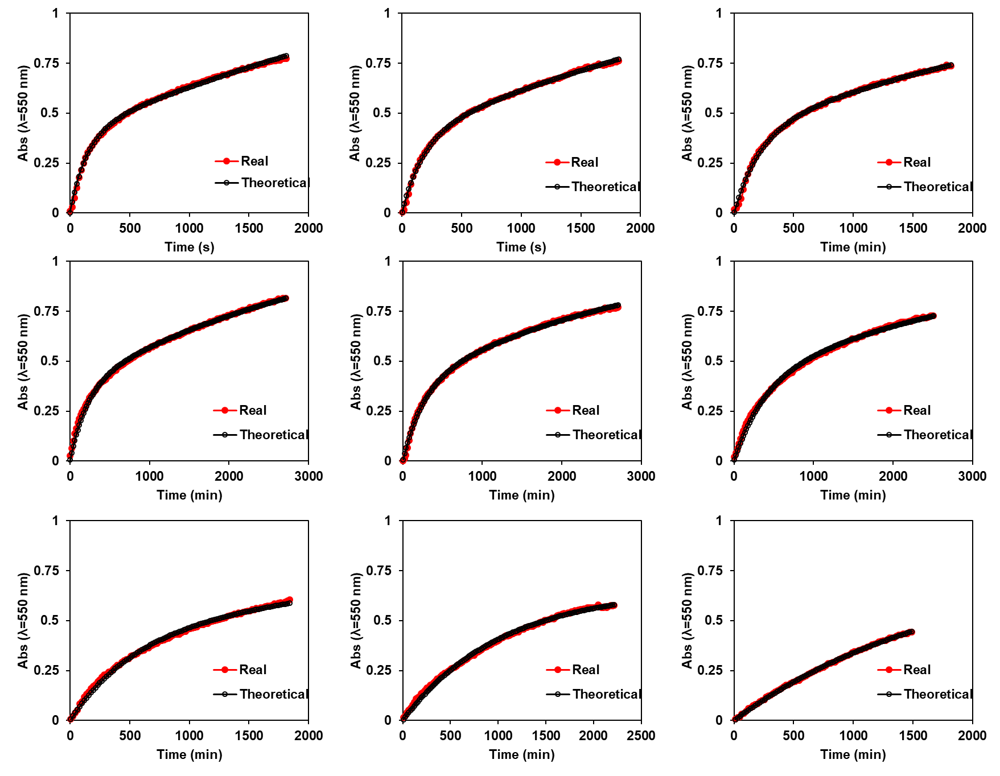 1
0.75
0.5
0.25
0
Abs (λ=550 nm)
Real
Theoretical
0 500 1000 1500 2000
Time (s)
1
0.75
0.5
0.25
0
Abs (λ=550 nm)
Real
Theoretical
0 500 1000 1500 2000
Time (s)
1
0.75
0.5
0.25
0
Abs (λ=550 nm)
Real
Theoretical
0 500 1000 1500 2000
Time (min)
1
0.75
0.5
0.25
0
Abs (λ=550 nm)
Real
Theoretical
0 1000 2000 3000
Time (min)
1
0.75
0.5
0.25
0
Abs (λ=550 nm)
Real
Theoretical
0 1000 2000 3000
Time (min)
1
0.75
0.5
0.25
0
Abs (λ=550 nm)
Real
Theoretical
0 1000 2000 3000
Time (min)
1
0.75
0.5
0.25
0
Abs (λ=550 nm)
Real
Theoretical
0 500 1000 1500 2000
Time (min)
1
0.75
0.5
0.25
0
Abs (λ=550 nm)
Real
Theoretical
0 500 1000 1500 2000 2500
Time (min)
1
0.75
0.5
0.25
0
Abs (λ=550 nm)
Real
Theoretical
0 500 1000 1500 2000
Time (min)